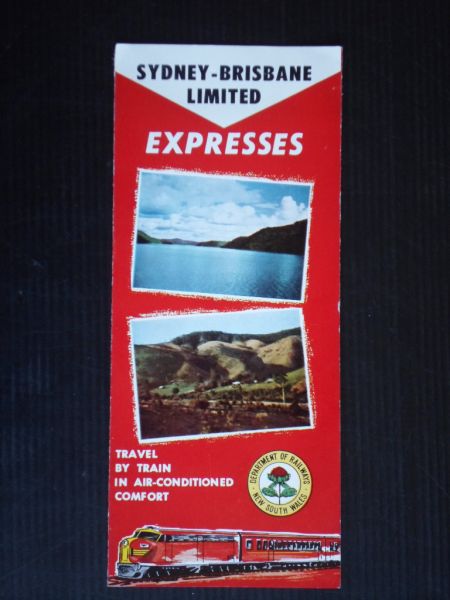 SYDNEY-BRISBANE
LIMITED
EXPRESSES
TRAVEL
BY TRAIN
IN AIR-CONDITIONED
COMFORT
DEPARTMENT OF RAILWAYS
· NEW SOUTH WALES ·